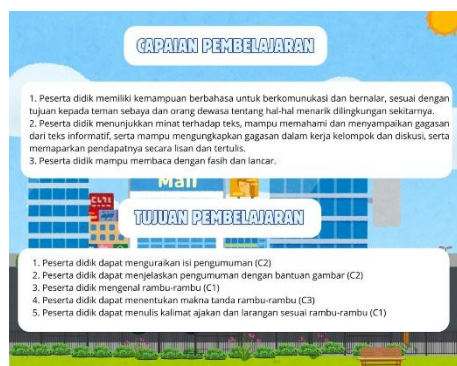 CAPAIAN PEMBELAJARAN
1. Peserta didik memiliki kemampuan berbahasa untuk berkomunukasi dan bernalar, sesuai dengan
tujuan kepada teman sebaya dan orang dewasa tentang hal-hal menarik dilingkungan sekitarnya.
2. Peserta didik menunjukkan minat terhadap teks, mampu memahami dan menyampaikan gagasan
dari teks informatif, serta mampu mengungkapkan gagasan dalam kerja kelompok dan diskusi, serta
memaparkan pendapatnya secara lisan dan tertulis.
3. Peserta didik mampu membaca dengan fasih dan lancar.
Mall
TUJUAN PEMBELAJARAN
1. Peserta didik dapat menguraikan isi pengumuman (C2)
2. Peserta didik dapat menjelaskan pengumuman dengan bantuan gambar (C2)
3. Peserta didik mengenal rambu-rambu (C1)
4. Peserta didik dapat menentukan makna tanda rambu-rambu (C3)
5. Peserta didik dapat menulis kalimat ajakan dan larangan sesuai rambu-rambu (C1)